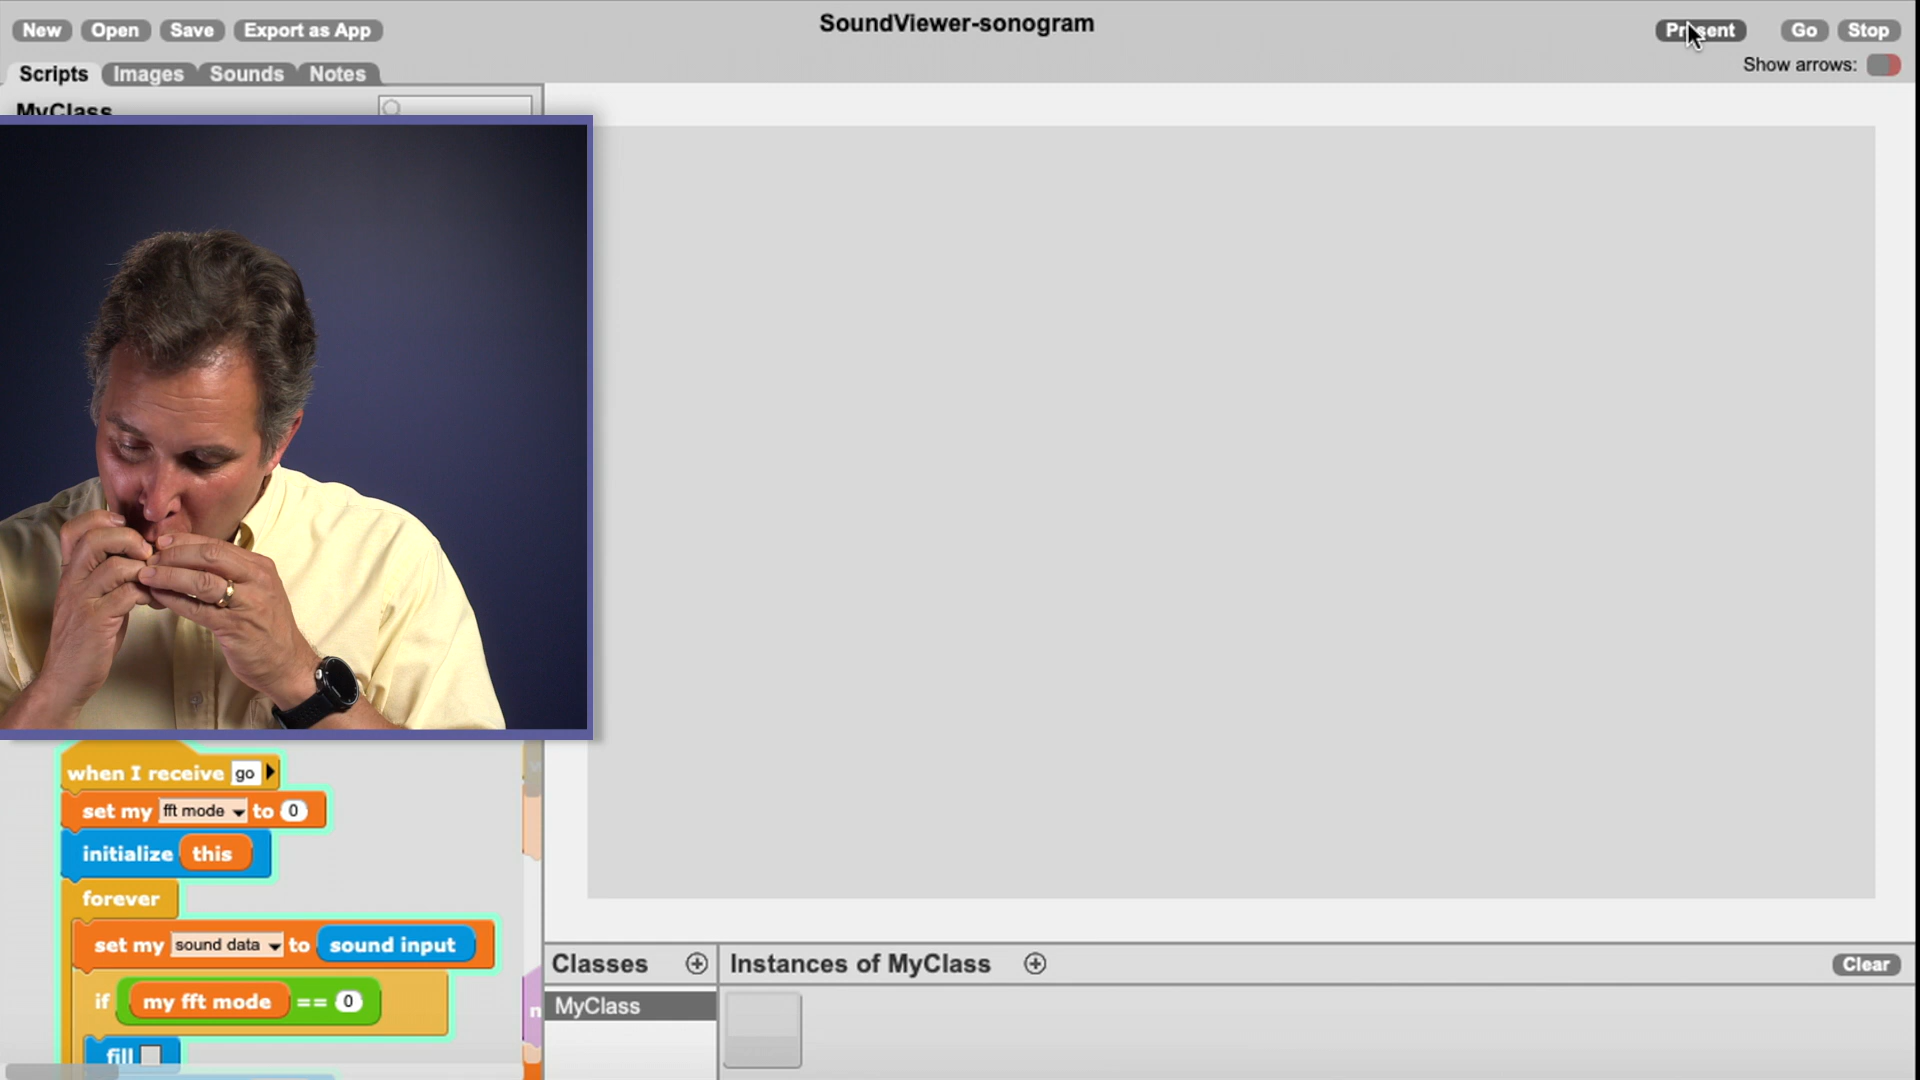 SoundViewer-sonogram
New Open Save Export as App
Go Stop
Show arrows:
Scripts Images Sounds Notes
MyClass
when I receive go
set my fft mode to 0
initialize this
forever
set my sound data to sound input
if my fft mode == 0
fill
Classes
Instances of MyClass
Clear
MyClass